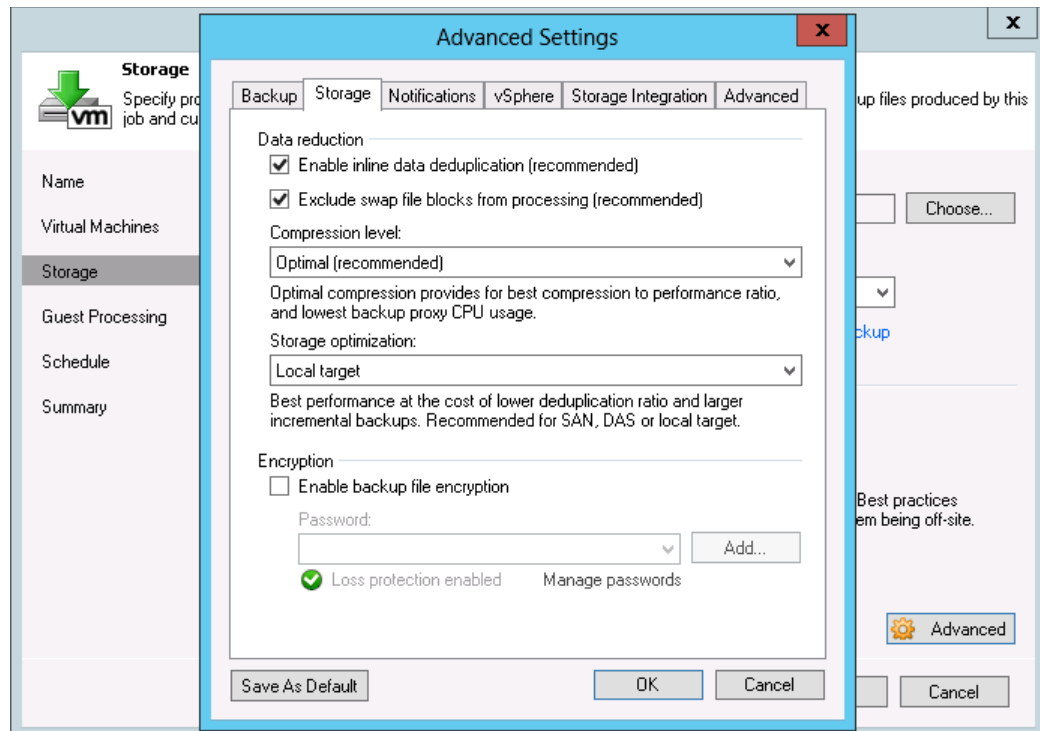 Advanced Settings
x
x
Storage
Specify pro
job and cu
up files produced by this
vm
Name
Virtual Machines
Storage
Guest Processing
Schedule
Summary
Backup
Storage
Notifications
vSphere
Storage Integration
Advanced
Data reduction
Enable inline data deduplication (recommended)
Exclude swap file blocks from processing (recommended)
Compression level:
Optimal (recommended)
Optimal compression provides for best compression to performance ratio,
and lowest backup proxy CPU usage.
Storage optimization:
Local target
Best performance at the cost of lower deduplication ratio and larger
incremental backups. Recommended for SAN, DAS or local target.
Encryption
Enable backup file encryption
Password:
Add...
Loss protection enabled
Manage passwords
Save As Default
OK
Cancel
Choose...
ckup
Best practices
em being off-site.
Advanced
Cancel